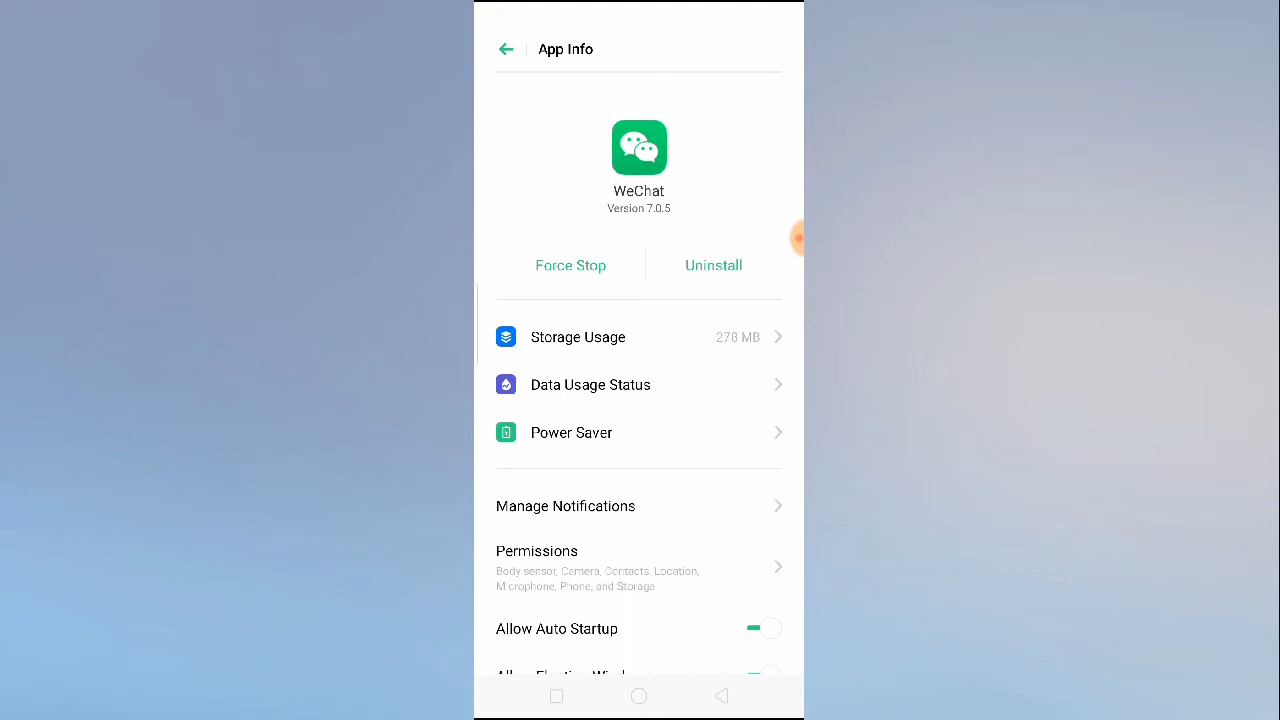 App Info
WeChat
Version 7.0.5
Force Stop
Uninstall
Storage Usage
278 MB
Data Usage Status
Power Saver
Manage Notifications
Permissions
Body sensor, Camera, Contacts, Location,
Microphone, Phone, and Storage
Allow Auto Startup